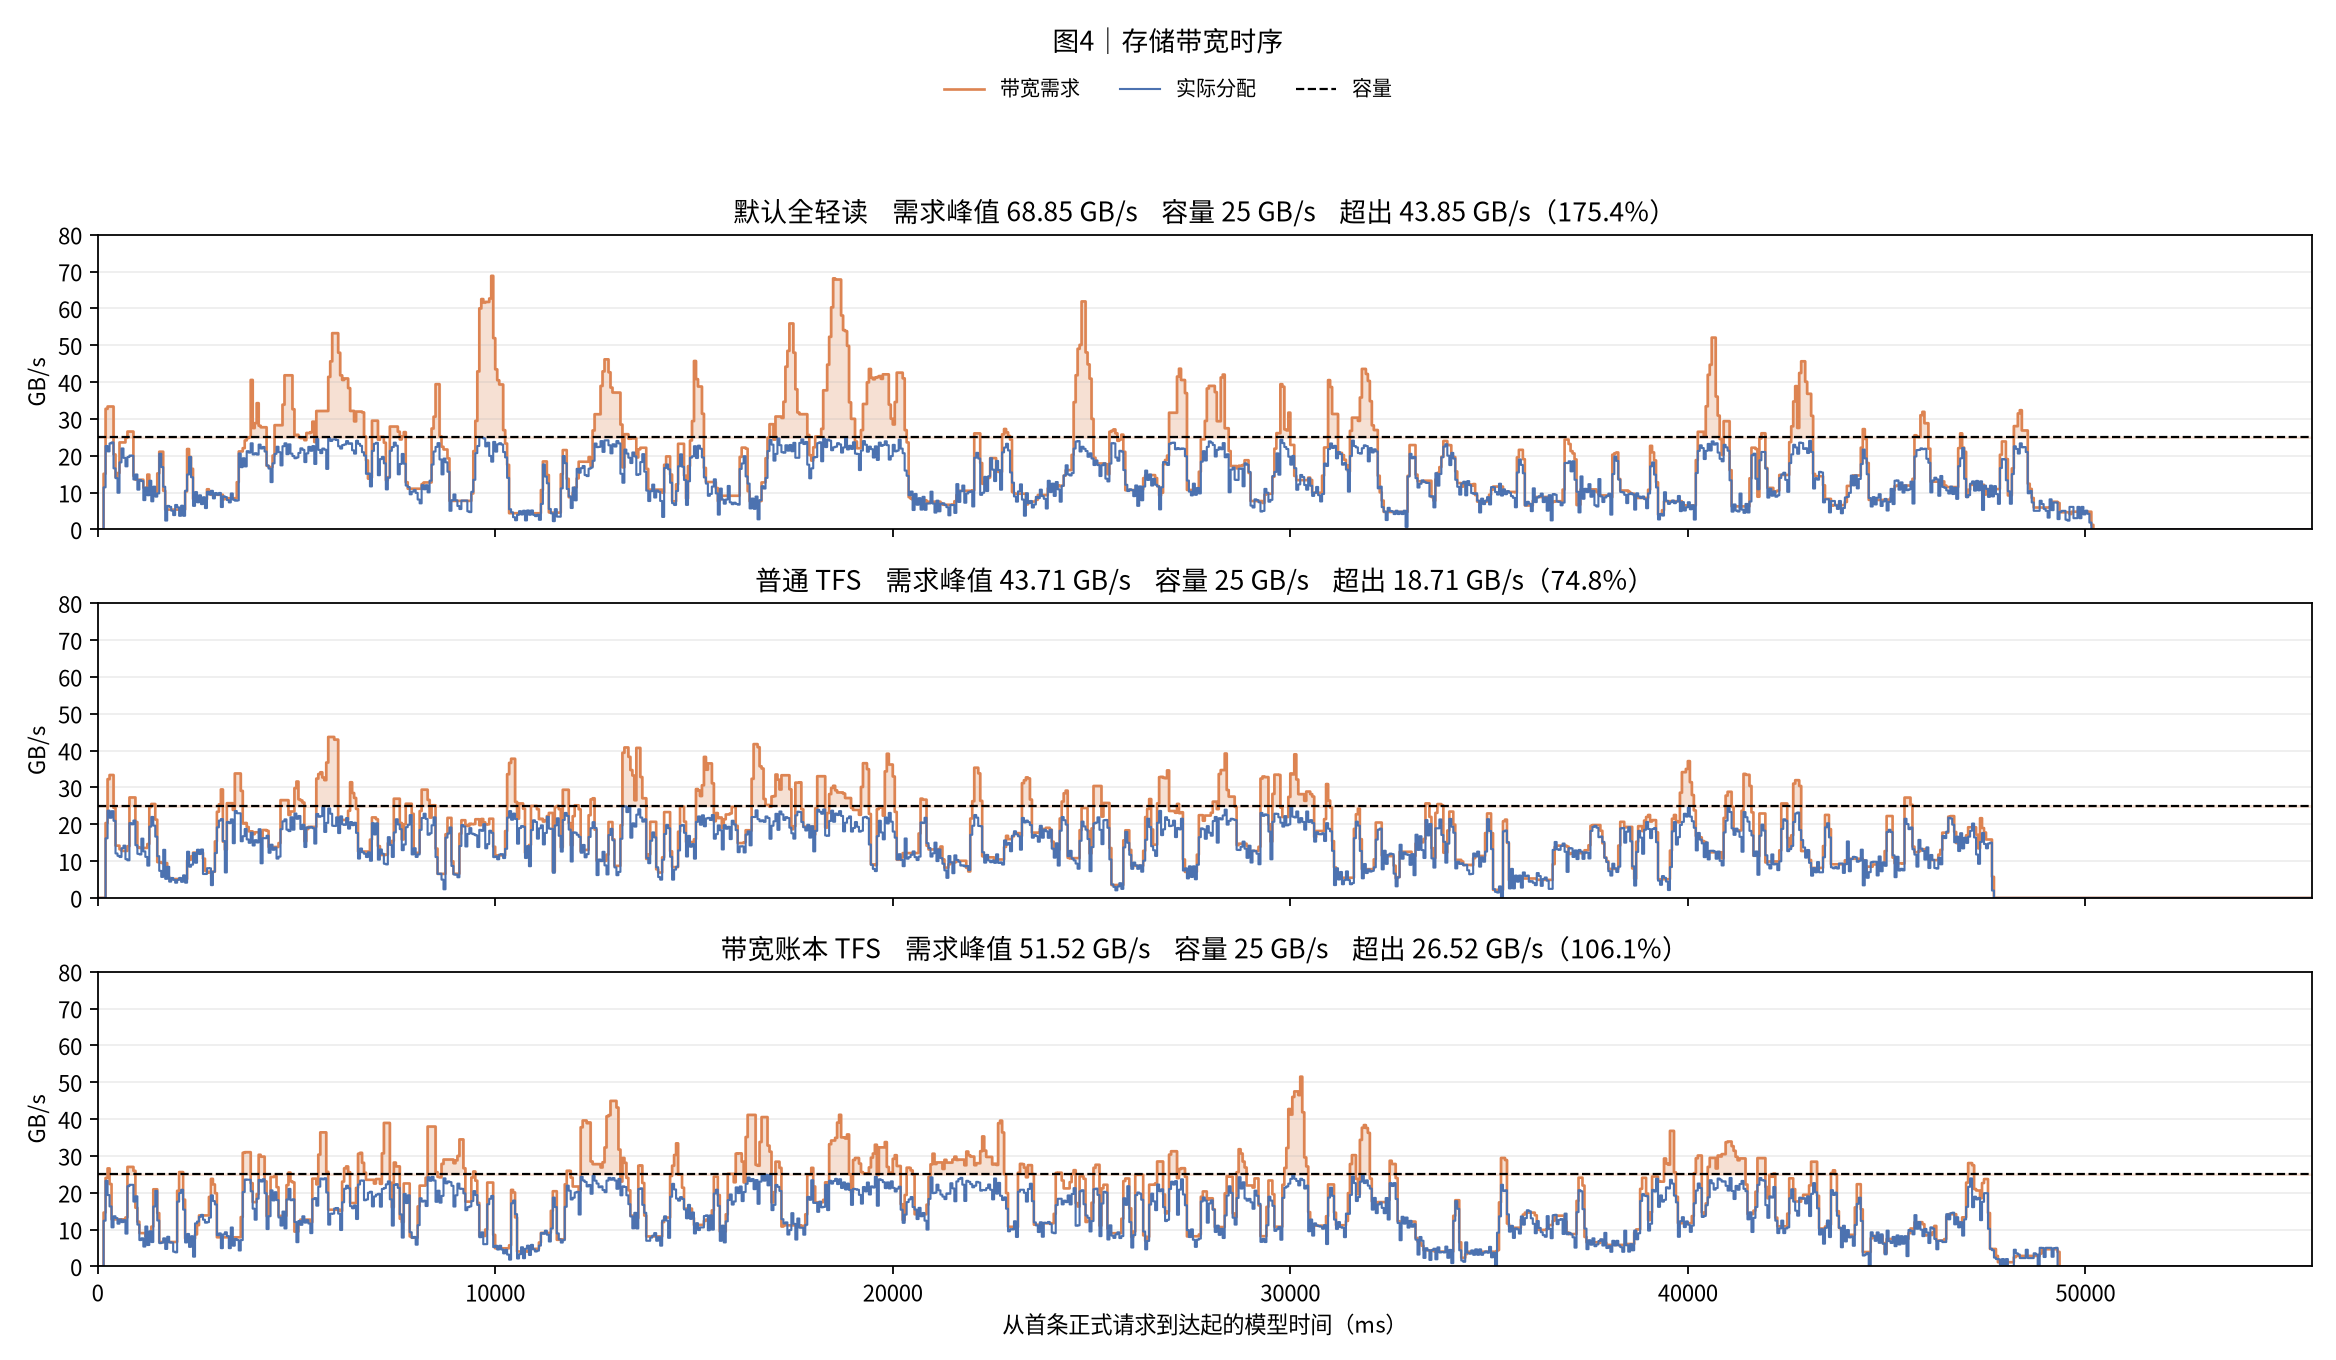 图4｜存储带宽时序
带宽需求 实际分配 容量
默认全轻读 需求峰值 68.85 GB/s 容量 25 GB/s 超出 43.85 GB/s（175.4%）
80
70
60
50
40
30
20
10
0
GB/s
普通 TFS 需求峰值 43.71 GB/s 容量 25 GB/s 超出 18.71 GB/s（74.8%）
80
70
60
50
40
30
20
10
0
GB/s
带宽账本 TFS 需求峰值 51.52 GB/s 容量 25 GB/s 超出 26.52 GB/s（106.1%）
80
70
60
50
40
30
20
10
0
GB/s
0 10000 20000 30000 40000 50000
从首条正式请求到达起的模型时间（ms）